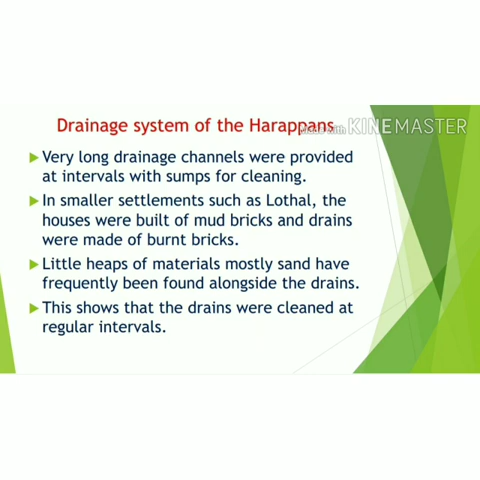 Drainage system of the Harappans
Made with KINEMASTER
Very long drainage channels were provided
at intervals with sumps for cleaning.
In smaller settlements such as Lothal, the
houses were built of mud bricks and drains
were made of burnt bricks.
Little heaps of materials mostly sand have
frequently been found alongside the drains.
This shows that the drains were cleaned at
regular intervals.